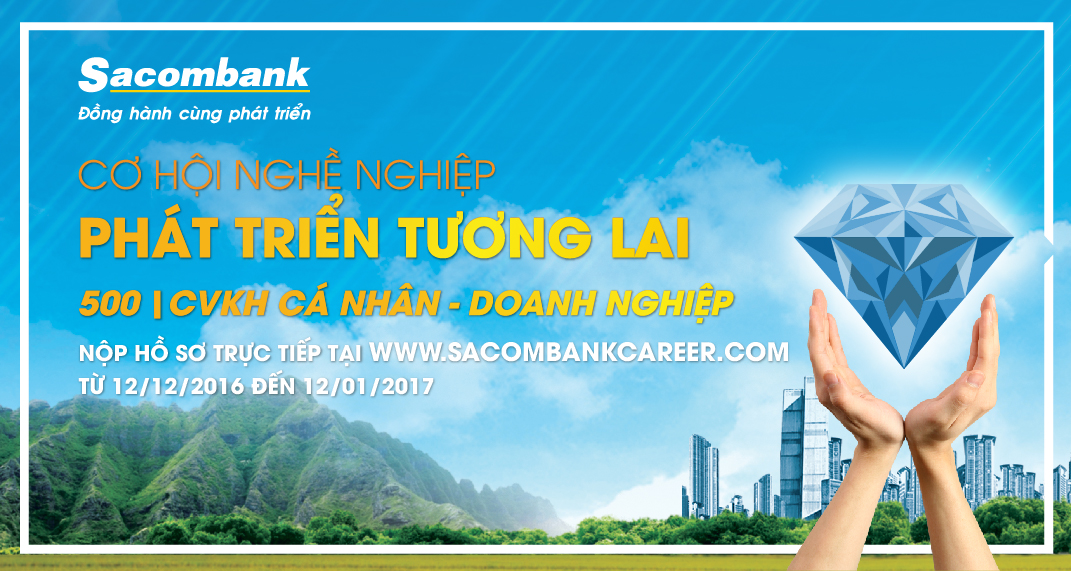 Sacombank
Đồng hành cùng phát triển
CƠ HỘI NGHỀ NGHIỆP
PHÁT TRIỂN TƯƠNG LAI
500 | CVKH CÁ NHÂN - DOANH NGHIỆP
NỘP HỒ SƠ TRỰC TIẾP TẠI WWW.SACOMBANKCAREER.COM
TỪ 12/12/2016 ĐẾN 12/01/2017